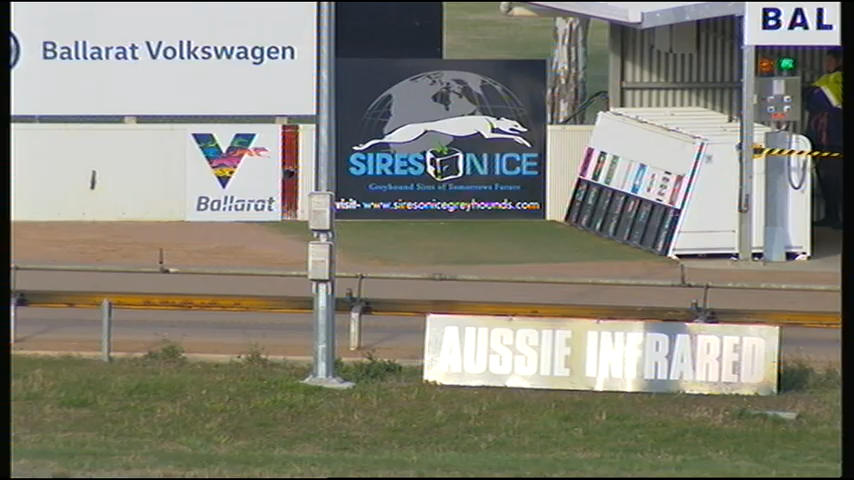 Ballarat Volkswagen
BAL
SIRES ON ICE
Greyhound Sires of Tomorrows Future
visit- www.siresonicegreyhounds.com
Ballarat
AUSSIE INFRARED